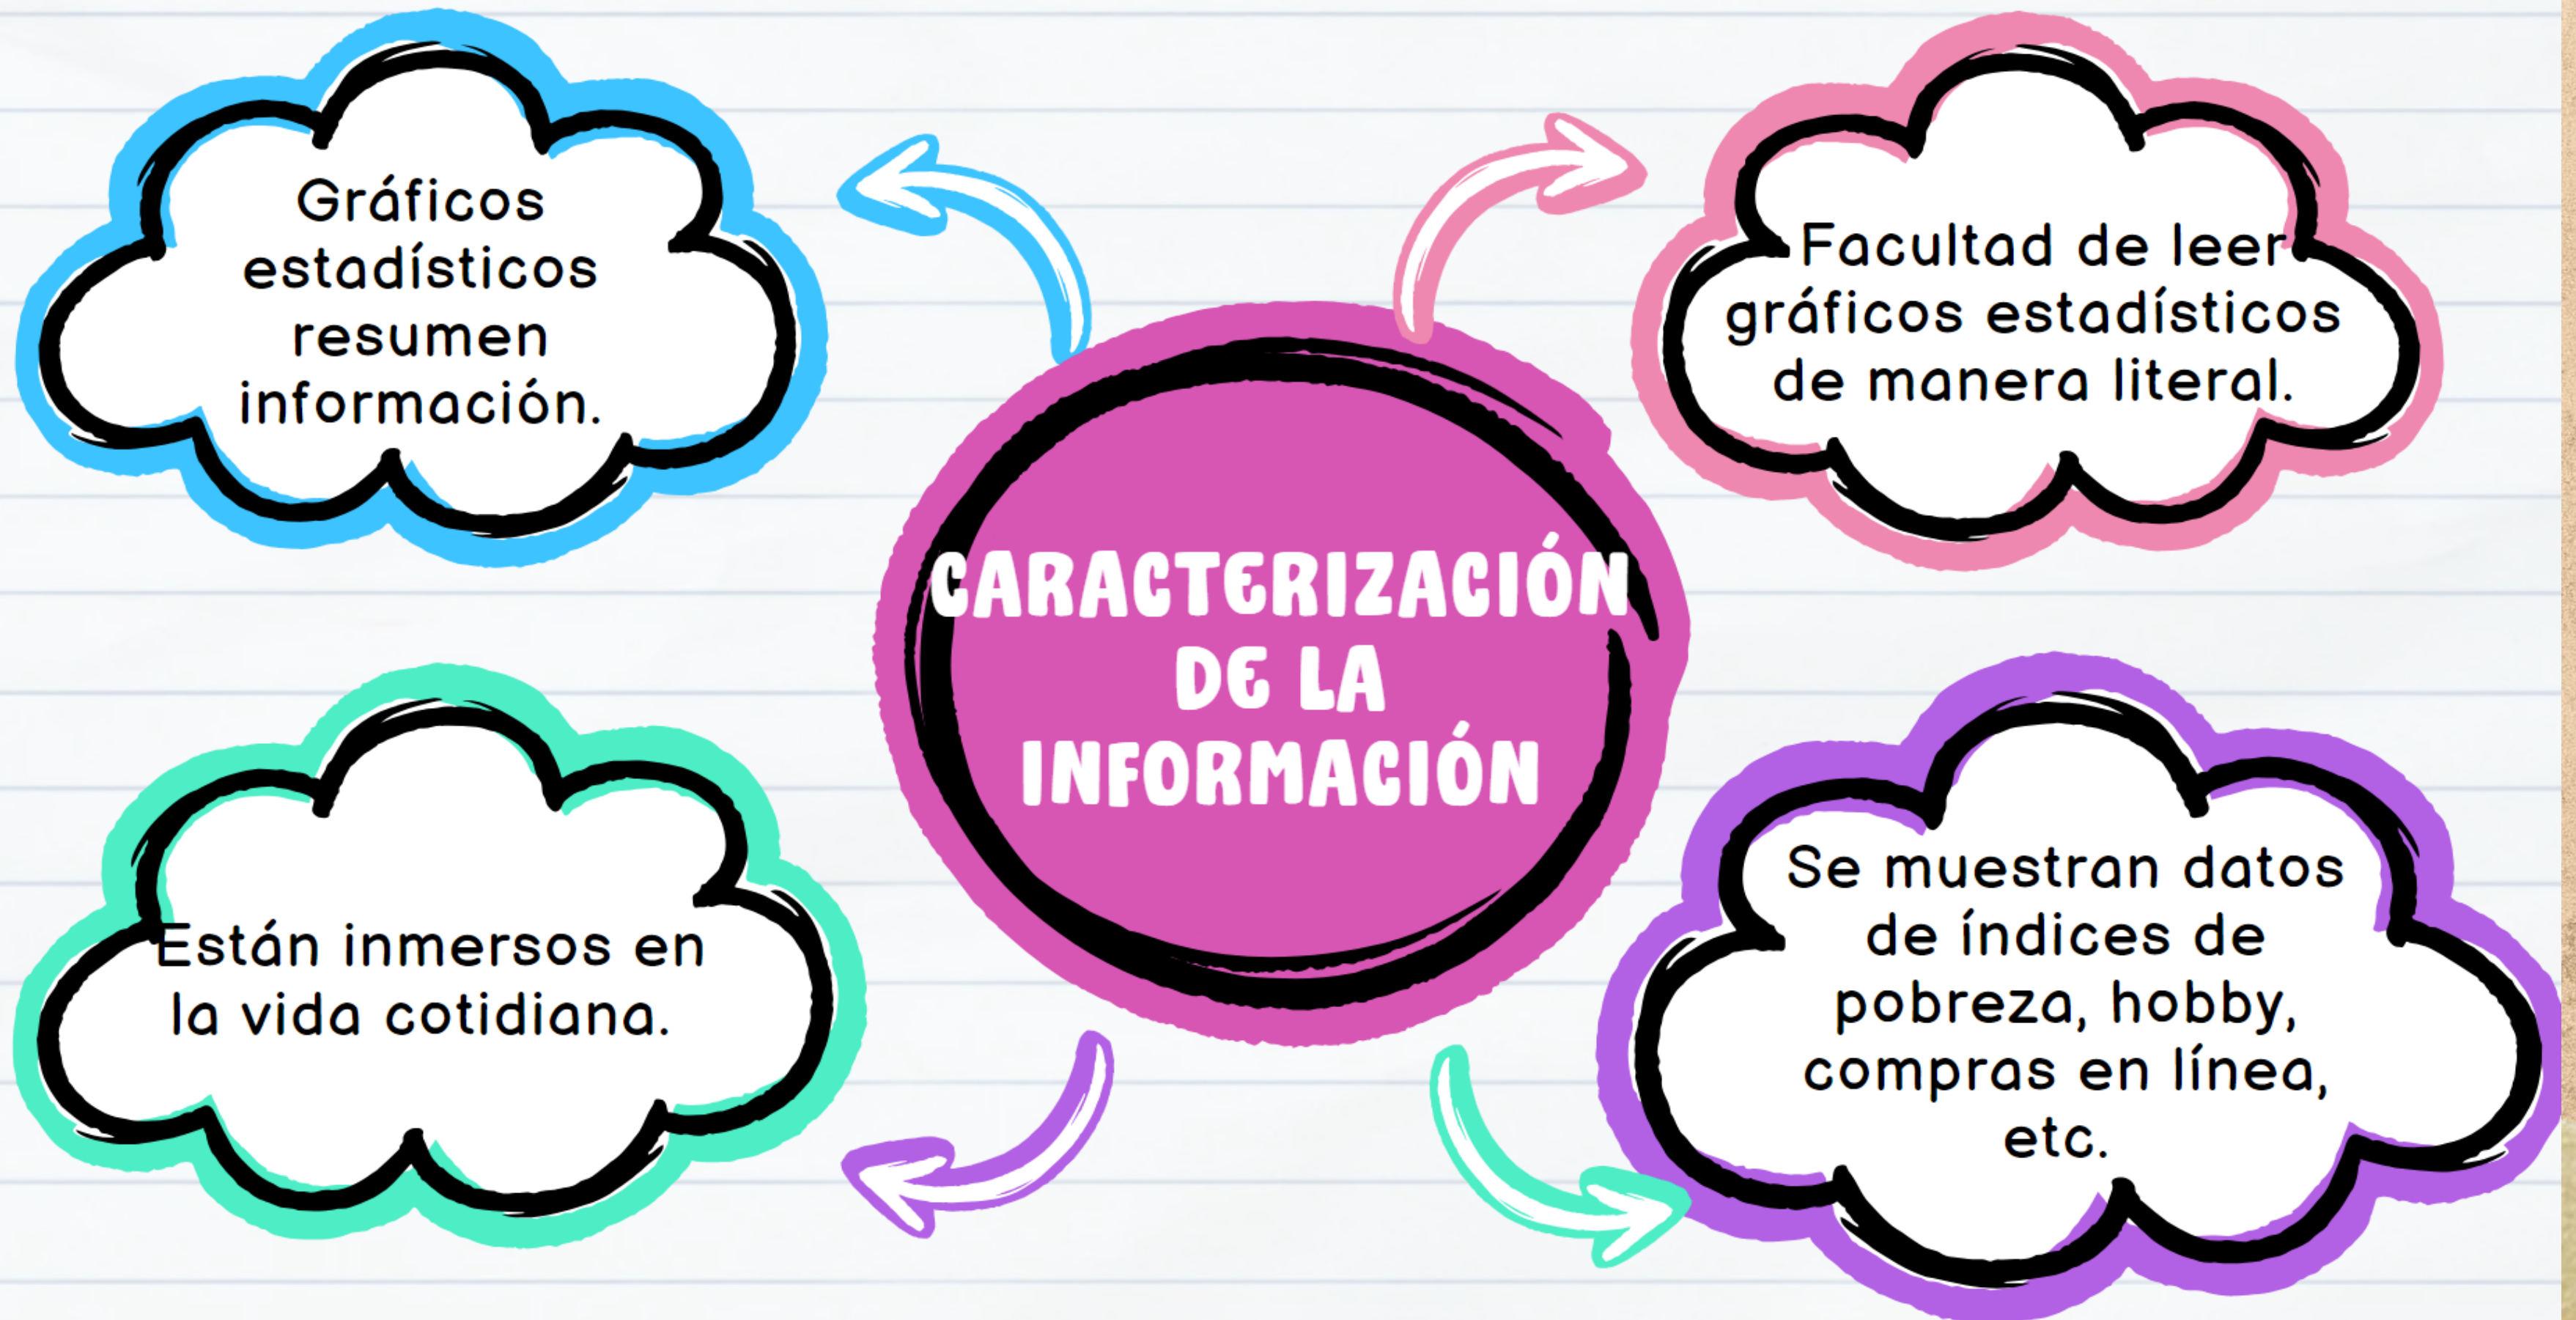 Gráficos
estadísticos
resumen
información.
Facultad de leer
gráficos estadísticos
de manera literal.
CARACTERIZACIÓN
DE LA
INFORMACIÓN
Están inmersos en
la vida cotidiana.
Se muestran datos
de índices de
pobreza, hobby,
compras en línea,
etc.